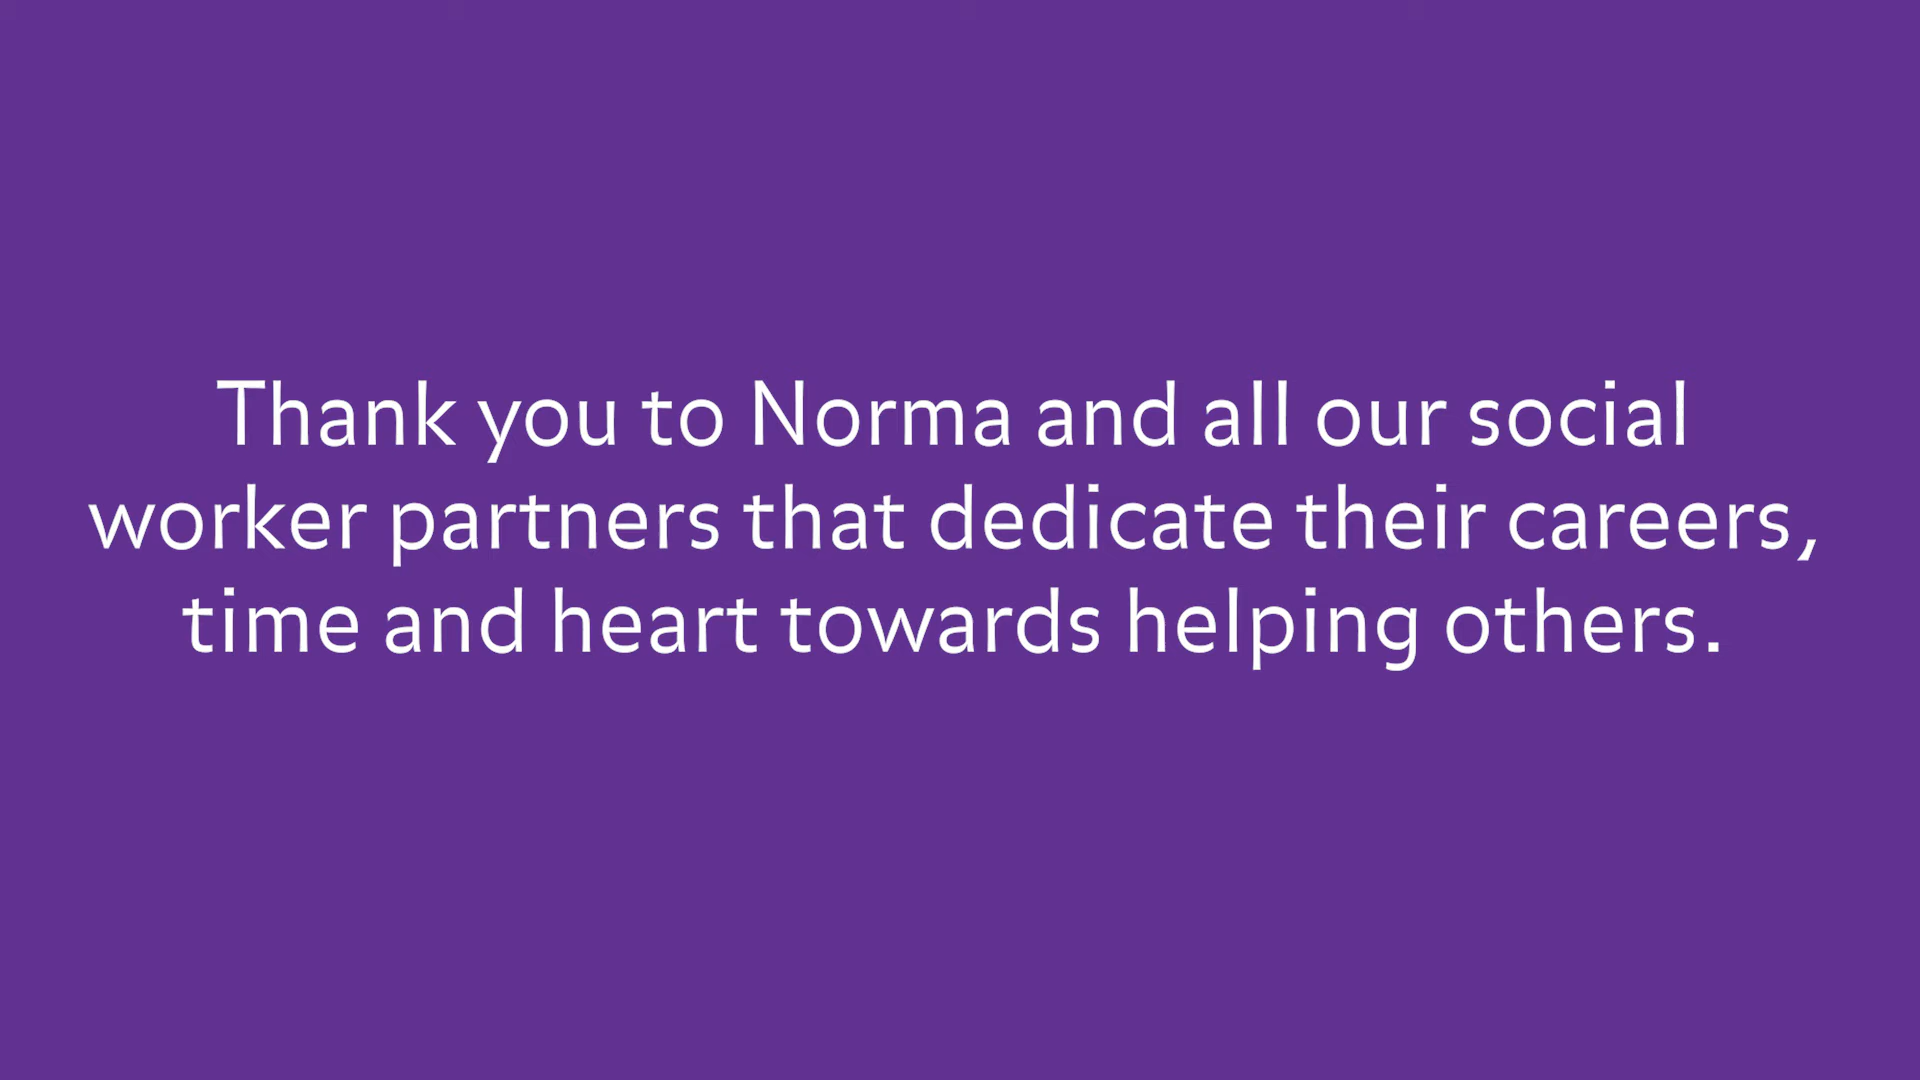 Thank you to Norma and all our social
worker partners that dedicate their careers,
time and heart towards helping others.